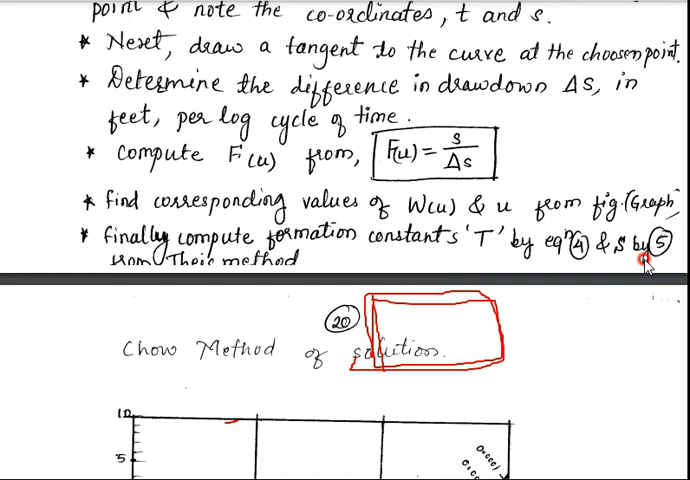 point & note the co-ordinates, t and s.
* Next, draw a tangent to the curve at the choosen point.
* Determine the difference in drawdown Δs, in
feet, per log cycle of time.
* compute F(u) from, F(u) = s/Δs
* find corresponding values of W(u) & u from fig. (Graph)
* finally compute formation constants 'T' by eqⁿ ④ & S by ⑤
from Theis method
⑳
Chow Method of solution.
10
5
0.0001